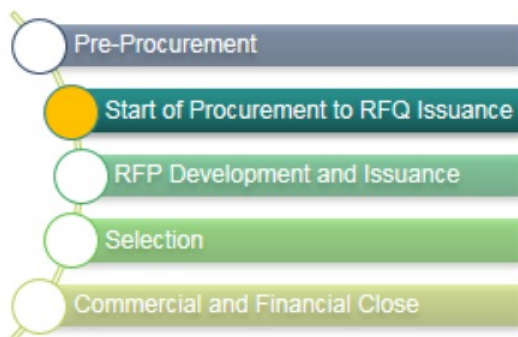 Pre-Procurement
Start of Procurement to RFQ Issuance
RFP Development and Issuance
Selection
Commercial and Financial Close